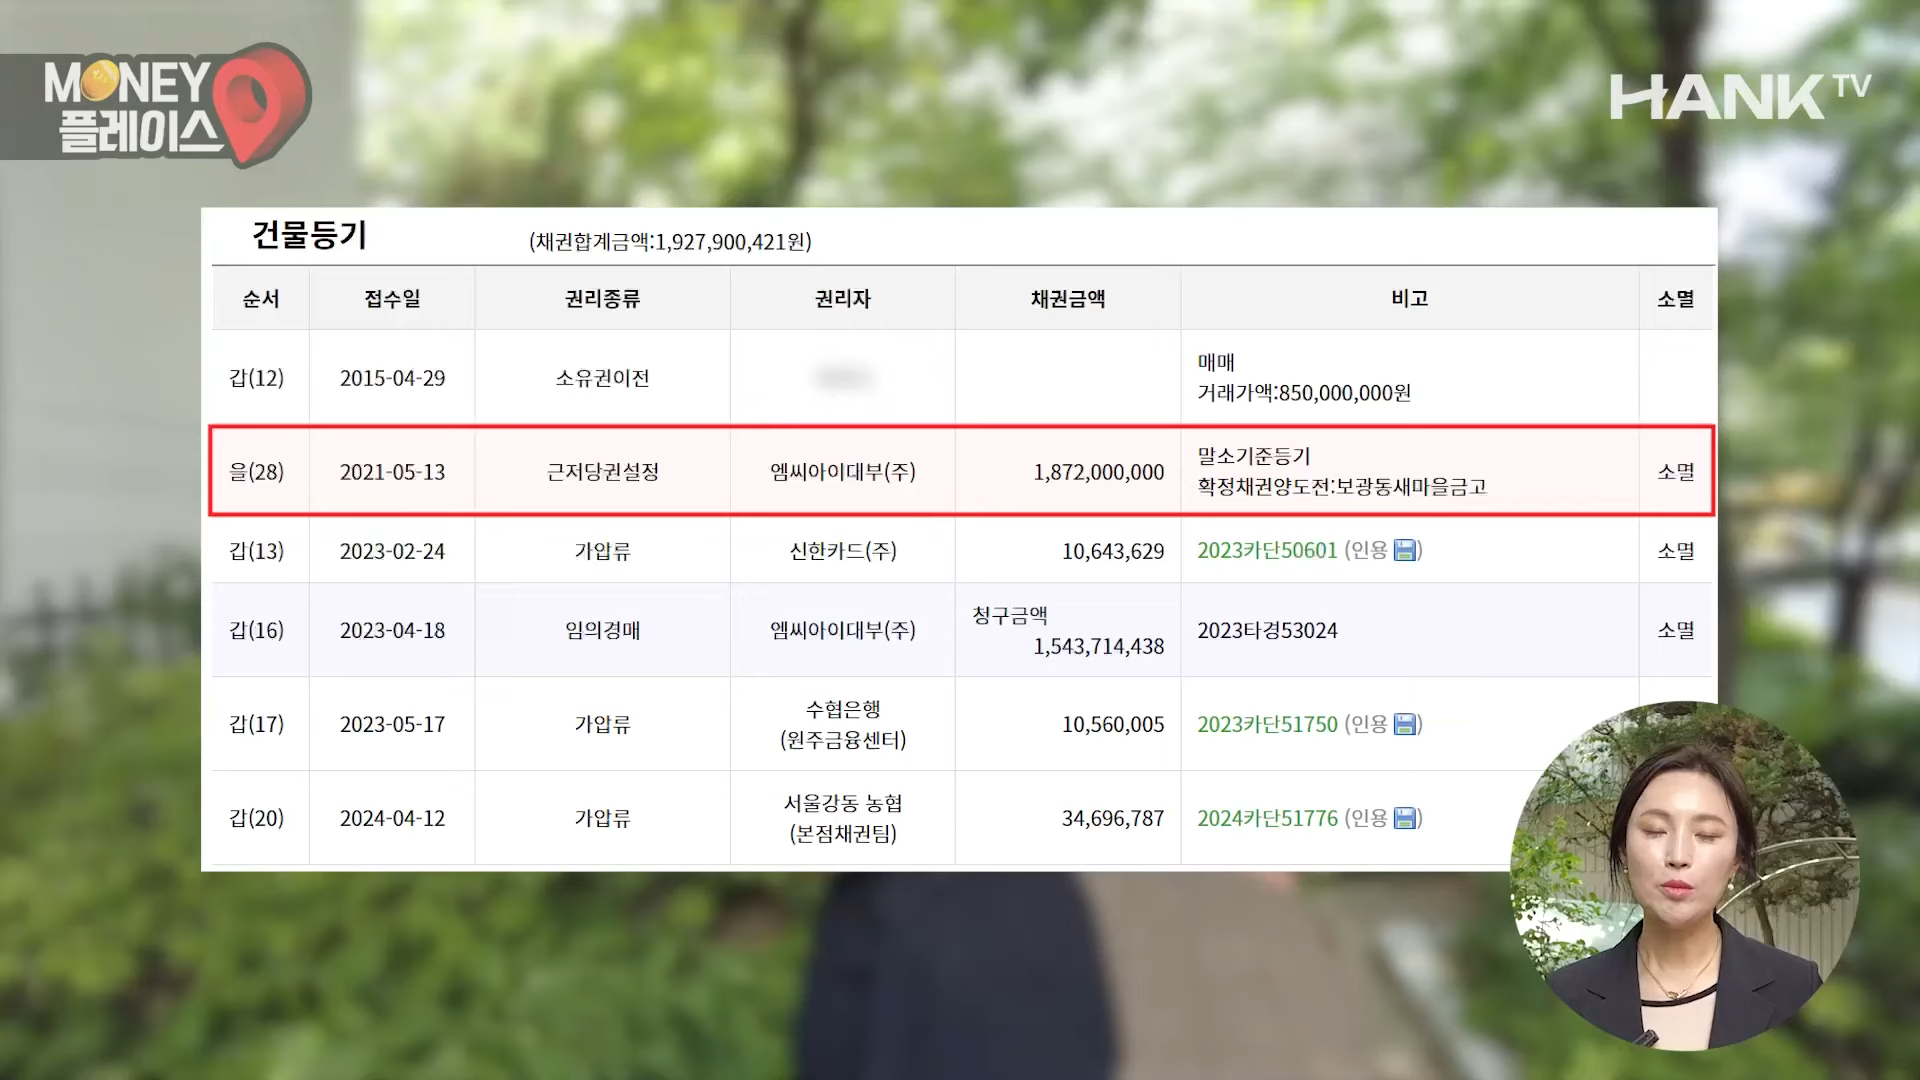 MONEY
플레이스
HANK TV
건물등기
(채권합계금액:1,927,900,421원)
순서 접수일 권리종류 권리자 채권금액 비고 소멸
갑(12) 2015-04-29 소유권이전 매매
거래가액:850,000,000원
을(28) 2021-05-13 근저당권설정 엠씨아이대부(주) 1,872,000,000 말소기준등기
확정채권양도전:보광동새마을금고 소멸
갑(13) 2023-02-24 가압류 신한카드(주) 10,643,629 2023카단50601 (인용) 소멸
갑(16) 2023-04-18 임의경매 엠씨아이대부(주) 청구금액
1,543,714,438 2023타경53024 소멸
갑(17) 2023-05-17 가압류 수협은행
(원주금융센터) 10,560,005 2023카단51750 (인용)
갑(20) 2024-04-12 가압류 서울강동 농협
(본점채권팀) 34,696,787 2024카단51776 (인용)